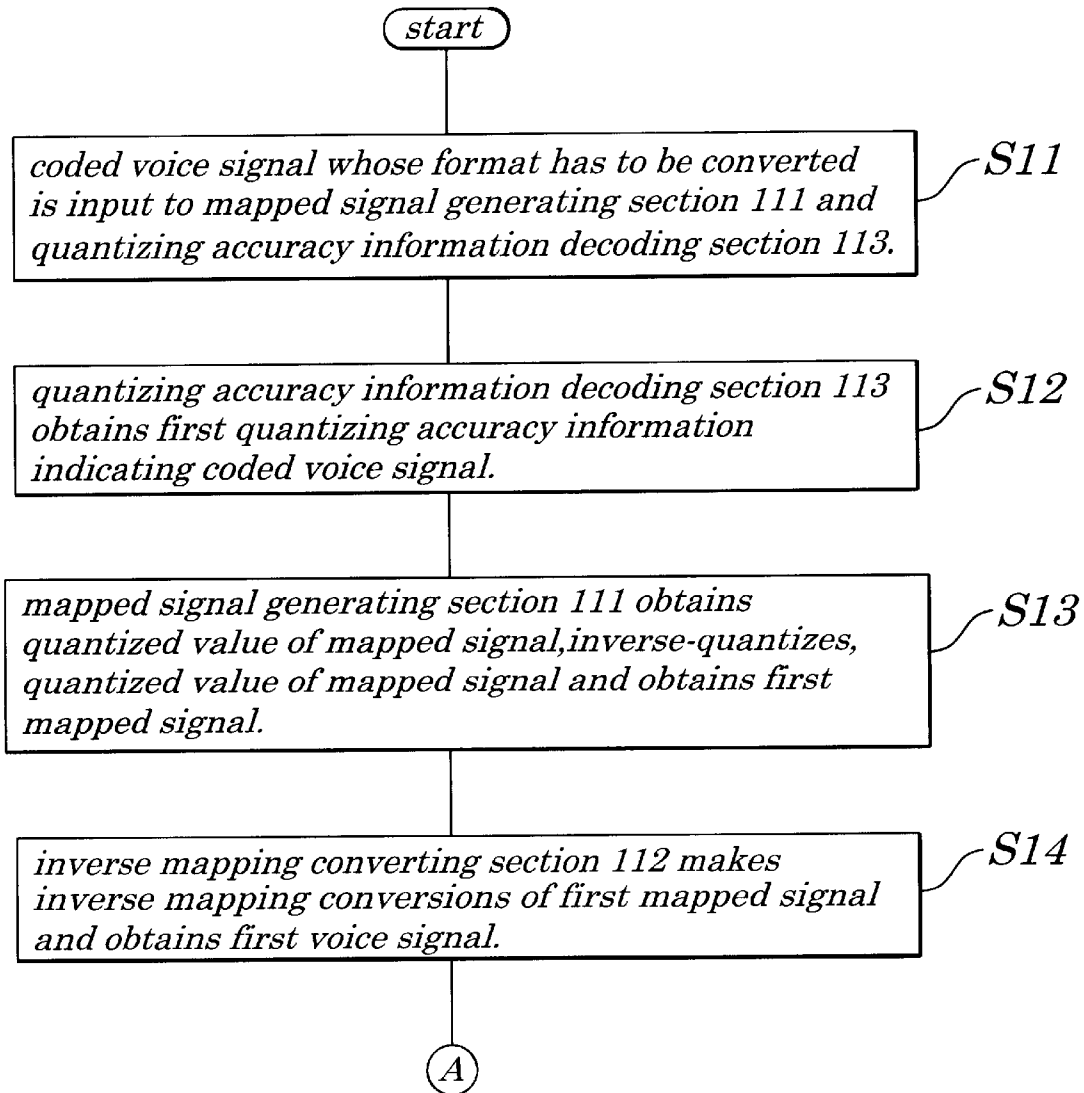 start
coded voice signal whose format has to be converted
is input to mapped signal generating section 111 and
quantizing accuracy information decoding section 113.
S11
quantizing accuracy information decoding section 113
obtains first quantizing accuracy information
indicating coded voice signal.
S12
mapped signal generating section 111 obtains
quantized value of mapped signal,inverse-quantizes,
quantized value of mapped signal and obtains first
mapped signal.
S13
inverse mapping converting section 112 makes
inverse mapping conversions of first mapped signal
and obtains first voice signal.
S14
A